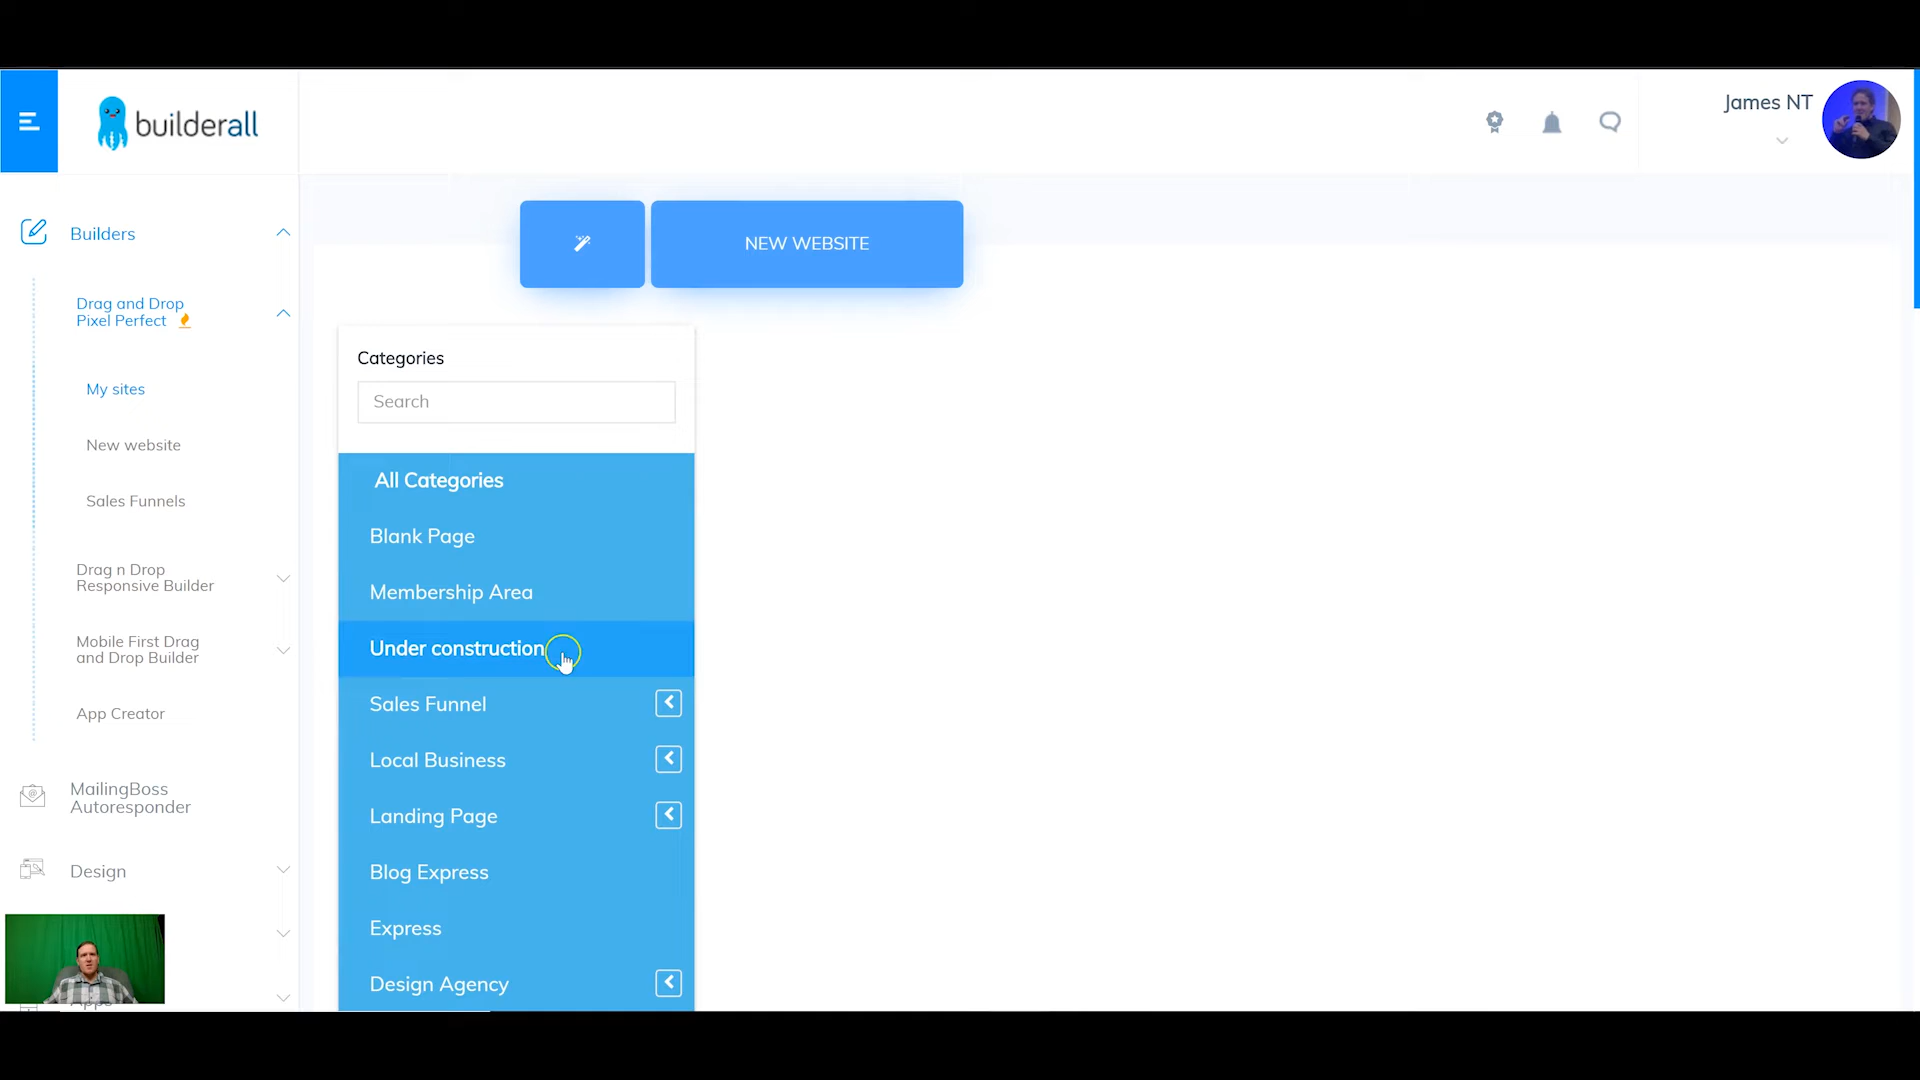 builderall
James NT
Builders
NEW WEBSITE
Drag and Drop
Pixel Perfect
Categories
My sites
Search
New website
All Categories
Sales Funnels
Blank Page
Drag n Drop
Responsive Builder
Membership Area
Mobile First Drag
and Drop Builder
Under construction
Sales Funnel
App Creator
Local Business
MailingBoss
Autoresponder
Landing Page
Design
Blog Express
Express
Design Agency
Apps